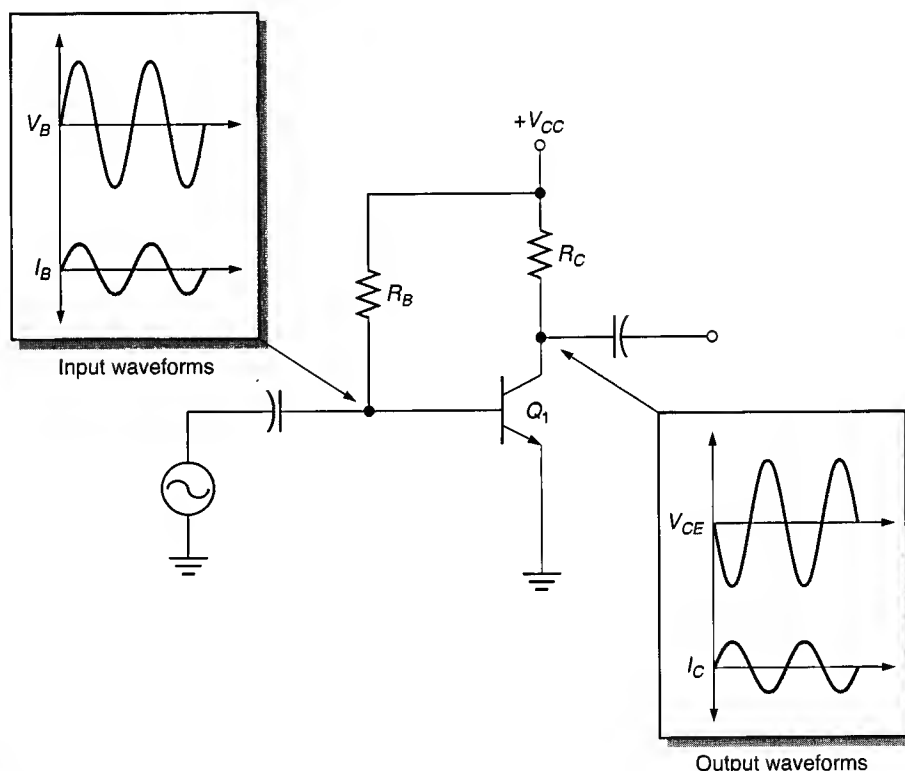 V_B
I_B
Input waveforms
+V_CC
R_B
R_C
Q_1
V_CE
I_C
Output waveforms